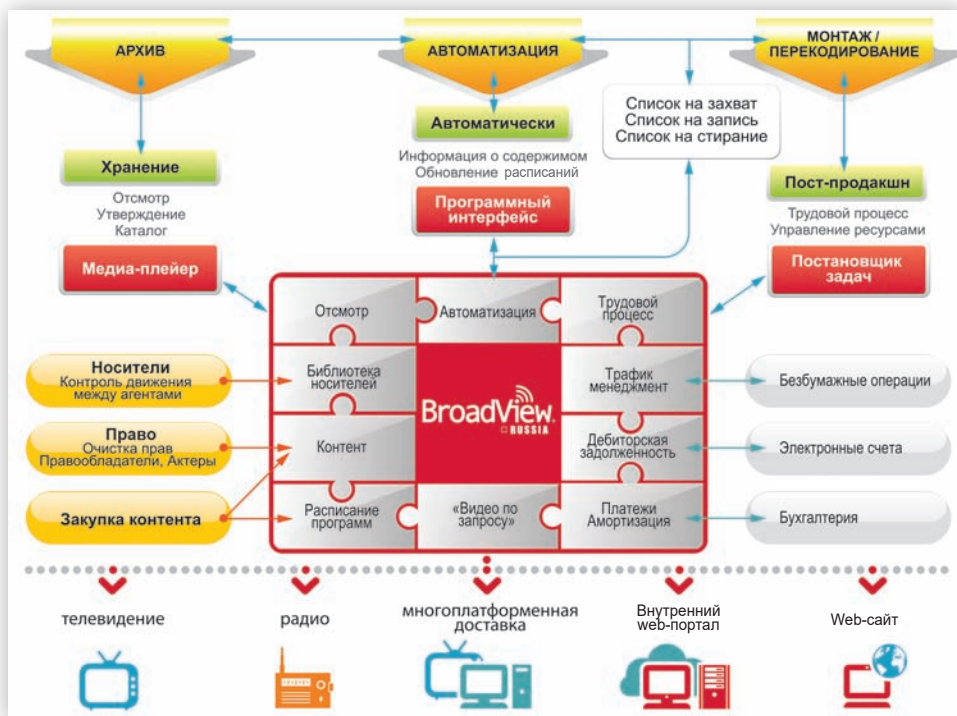 АРХИВ
АВТОМАТИЗАЦИЯ
МОНТАЖ /
ПЕРЕКОДИРОВАНИЕ
Список на захват
Список на запись
Список на стирание
Автоматически
Информация о содержимом
Обновление расписаний
Программный
интерфейс
Хранение
Отсмотр
Утверждение
Каталог
Медиа-плейер
Пост-продакшн
Трудовой процесс
Управление ресурсами
Постановщик
задач
Отсмотр
Автоматизация
Трудовой
процесс
Носители
Контроль движения
между агентами
Библиотека
носителей
BroadView
RUSSIA
Трафик
менеджмент
Безбумажные операции
Право
Очистка прав
Правообладатели, Актеры
Контент
Дебиторская
задолженность
Электронные счета
Закупка контента
Расписание
программ
«Видео по
запросу»
Платежи
Амортизация
Бухгалтерия
телевидение
радио
многоплатформенная
доставка
Внутренний
web-портал
Web-сайт